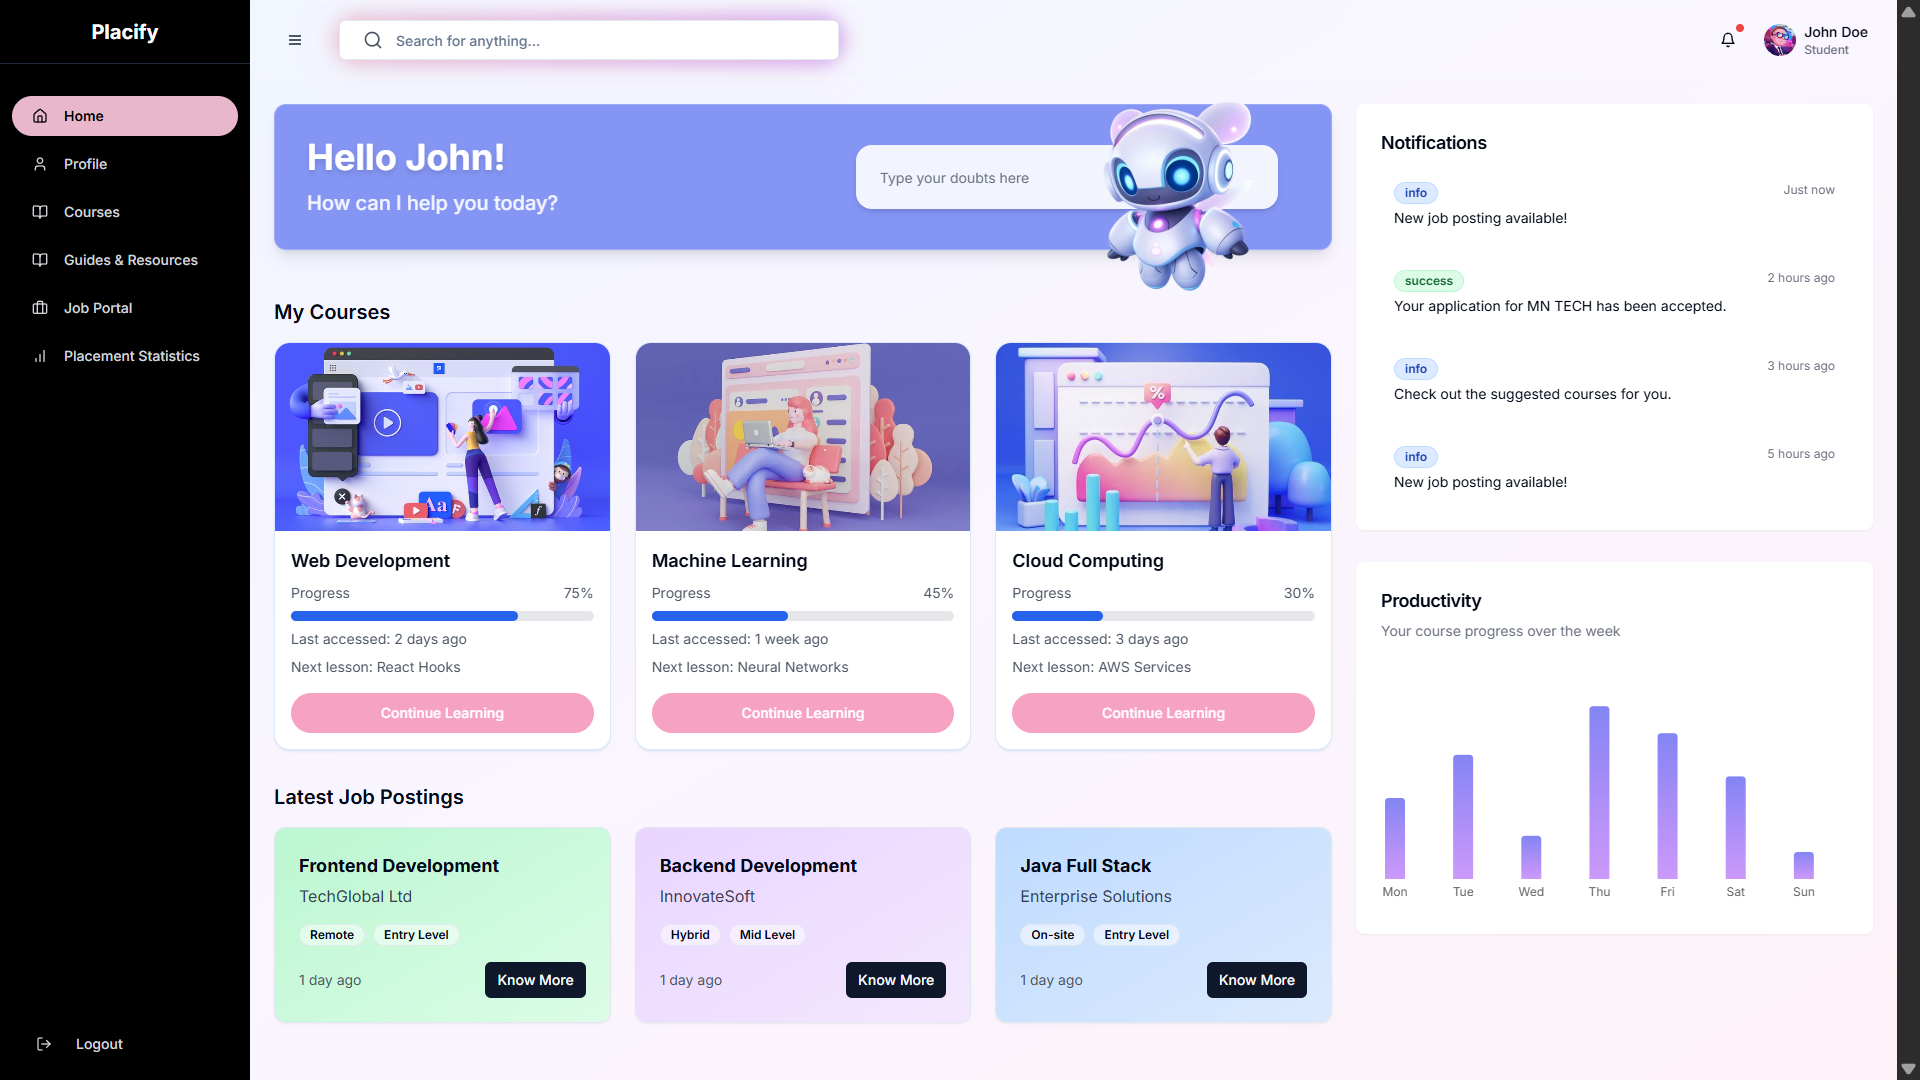 Placify
Home
Profile
Courses
Guides & Resources
Job Portal
Placement Statistics
Logout
Search for anything...
John Doe
Student
Hello John!
How can I help you today?
Type your doubts here
My Courses
Aa
F
f
Web Development
Progress 75%
Last accessed: 2 days ago
Next lesson: React Hooks
Continue Learning
%
Machine Learning
Progress 45%
Last accessed: 1 week ago
Next lesson: Neural Networks
Continue Learning
Cloud Computing
Progress 30%
Last accessed: 3 days ago
Next lesson: AWS Services
Continue Learning
Latest Job Postings
Frontend Development
TechGlobal Ltd
Remote Entry Level
1 day ago Know More
Backend Development
InnovateSoft
Hybrid Mid Level
1 day ago Know More
Java Full Stack
Enterprise Solutions
On-site Entry Level
1 day ago Know More
Notifications
info Just now
New job posting available!
success 2 hours ago
Your application for MN TECH has been accepted.
info 3 hours ago
Check out the suggested courses for you.
info 5 hours ago
New job posting available!
Productivity
Your course progress over the week
Mon Tue Wed Thu Fri Sat Sun